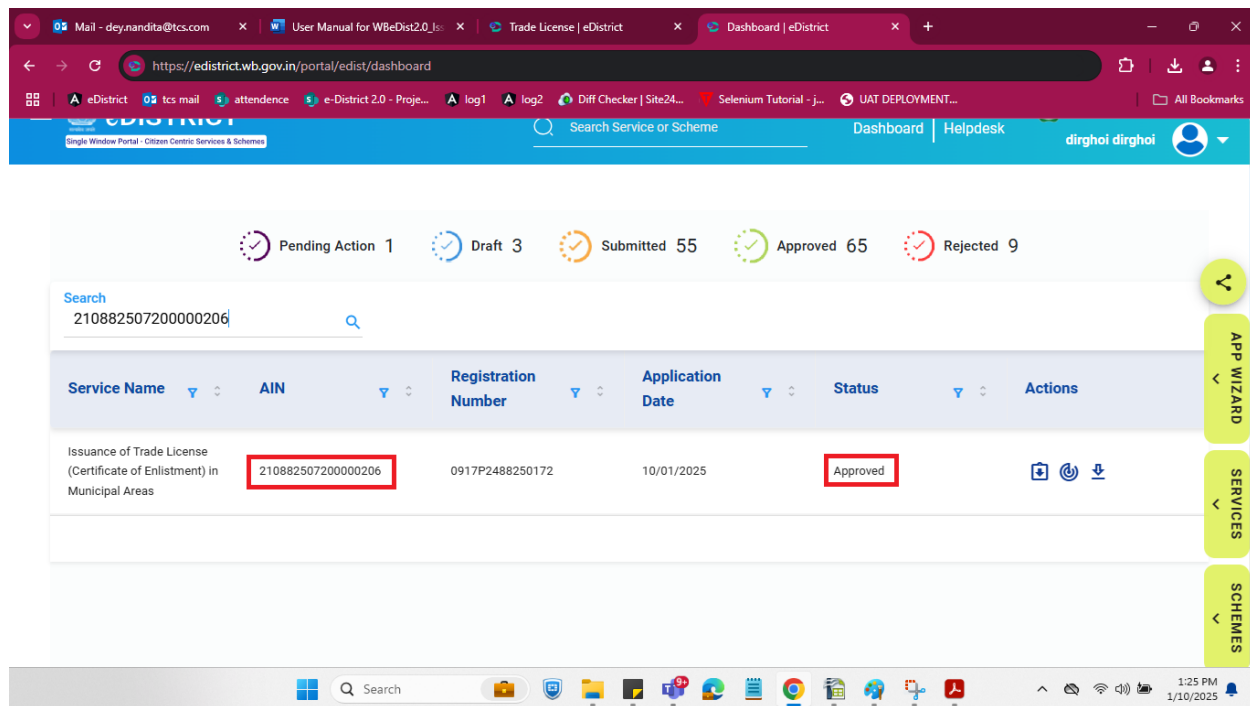 Mail - dey.nandita@tcs.com
User Manual for WBeDist2.0_Iss
Trade License | eDistrict
Dashboard | eDistrict
https://edistrict.wb.gov.in/portal/edist/dashboard
eDistrict
tcs mail
attendence
e-District 2.0 - Proje...
log1
log2
Diff Checker | Site24...
Selenium Tutorial - j...
UAT DEPLOYMENT...
All Bookmarks
eDISTRICT
Single Window Portal - Citizen Centric Services & Schemes
Search Service or Scheme
Dashboard
Helpdesk
dirghoi dirghoi
Pending Action 1
Draft 3
Submitted 55
Approved 65
Rejected 9
Search
210882507200000206
Service Name
AIN
Registration
Number
Application
Date
Status
Actions
Issuance of Trade License
(Certificate of Enlistment) in
Municipal Areas
210882507200000206
0917P2488250172
10/01/2025
Approved
APP WIZARD
SERVICES
SCHEMES
Search
9+
1:25 PM
1/10/2025